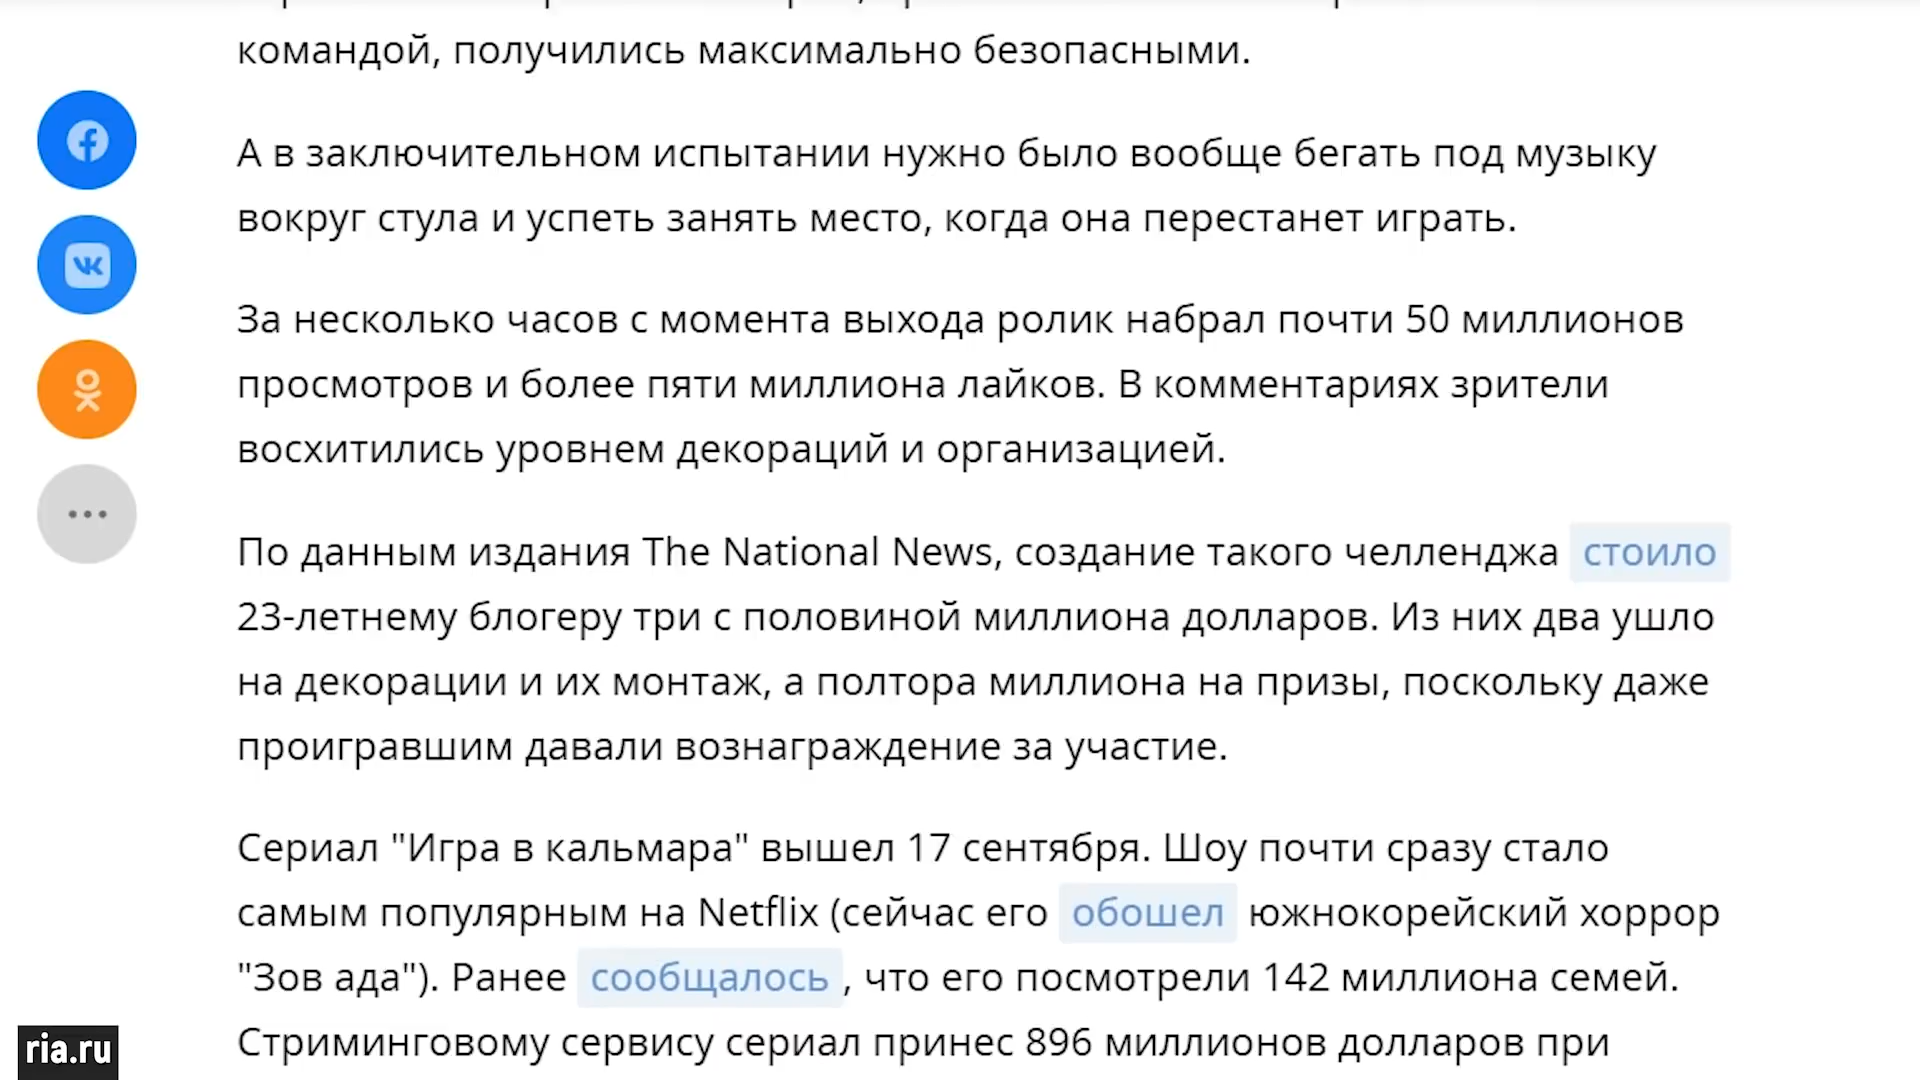 командой, получились максимально безопасными.
А в заключительном испытании нужно было вообще бегать под музыку
вокруг стула и успеть занять место, когда она перестанет играть.
За несколько часов с момента выхода ролик набрал почти 50 миллионов
просмотров и более пяти миллиона лайков. В комментариях зрители
восхитились уровнем декораций и организацией.
По данным издания The National News, создание такого челленджа стоило
23-летнему блогеру три с половиной миллиона долларов. Из них два ушло
на декорации и их монтаж, а полтора миллиона на призы, поскольку даже
проигравшим давали вознаграждение за участие.
Сериал "Игра в кальмара" вышел 17 сентября. Шоу почти сразу стало
самым популярным на Netflix (сейчас его обошел южнокорейский хоррор
"Зов ада"). Ранее сообщалось, что его посмотрели 142 миллиона семей.
Стриминговому сервису сериал принес 896 миллионов долларов при
ria.ru